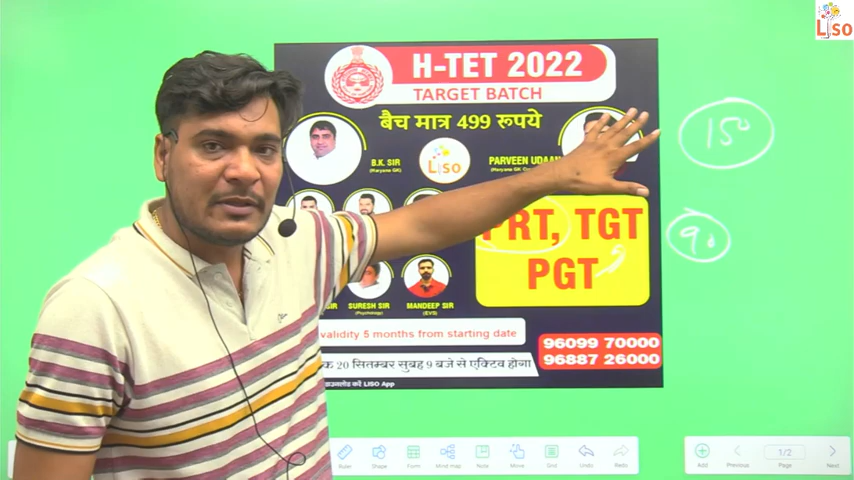 Liso
H-TET 2022
TARGET BATCH
बैच मात्र 499 रूपये
B.K. SIR
(Haryana GK)
Liso
PARVEEN UDAAN
150
PRT, TGT
PGT
90
SURESH SIR
(Psychology)
MANDEEP SIR
(EVS)
validity 5 months from starting date
96099 70000
96887 26000
20 सितम्बर सुबह 9 बजे से एक्टिव होगा
डाउनलोड करें LISO App
Ruler
Shape
Form
Mind map
Note
Move
Grid
Undo
Redo
Add
Previous
1/2
Page
Next